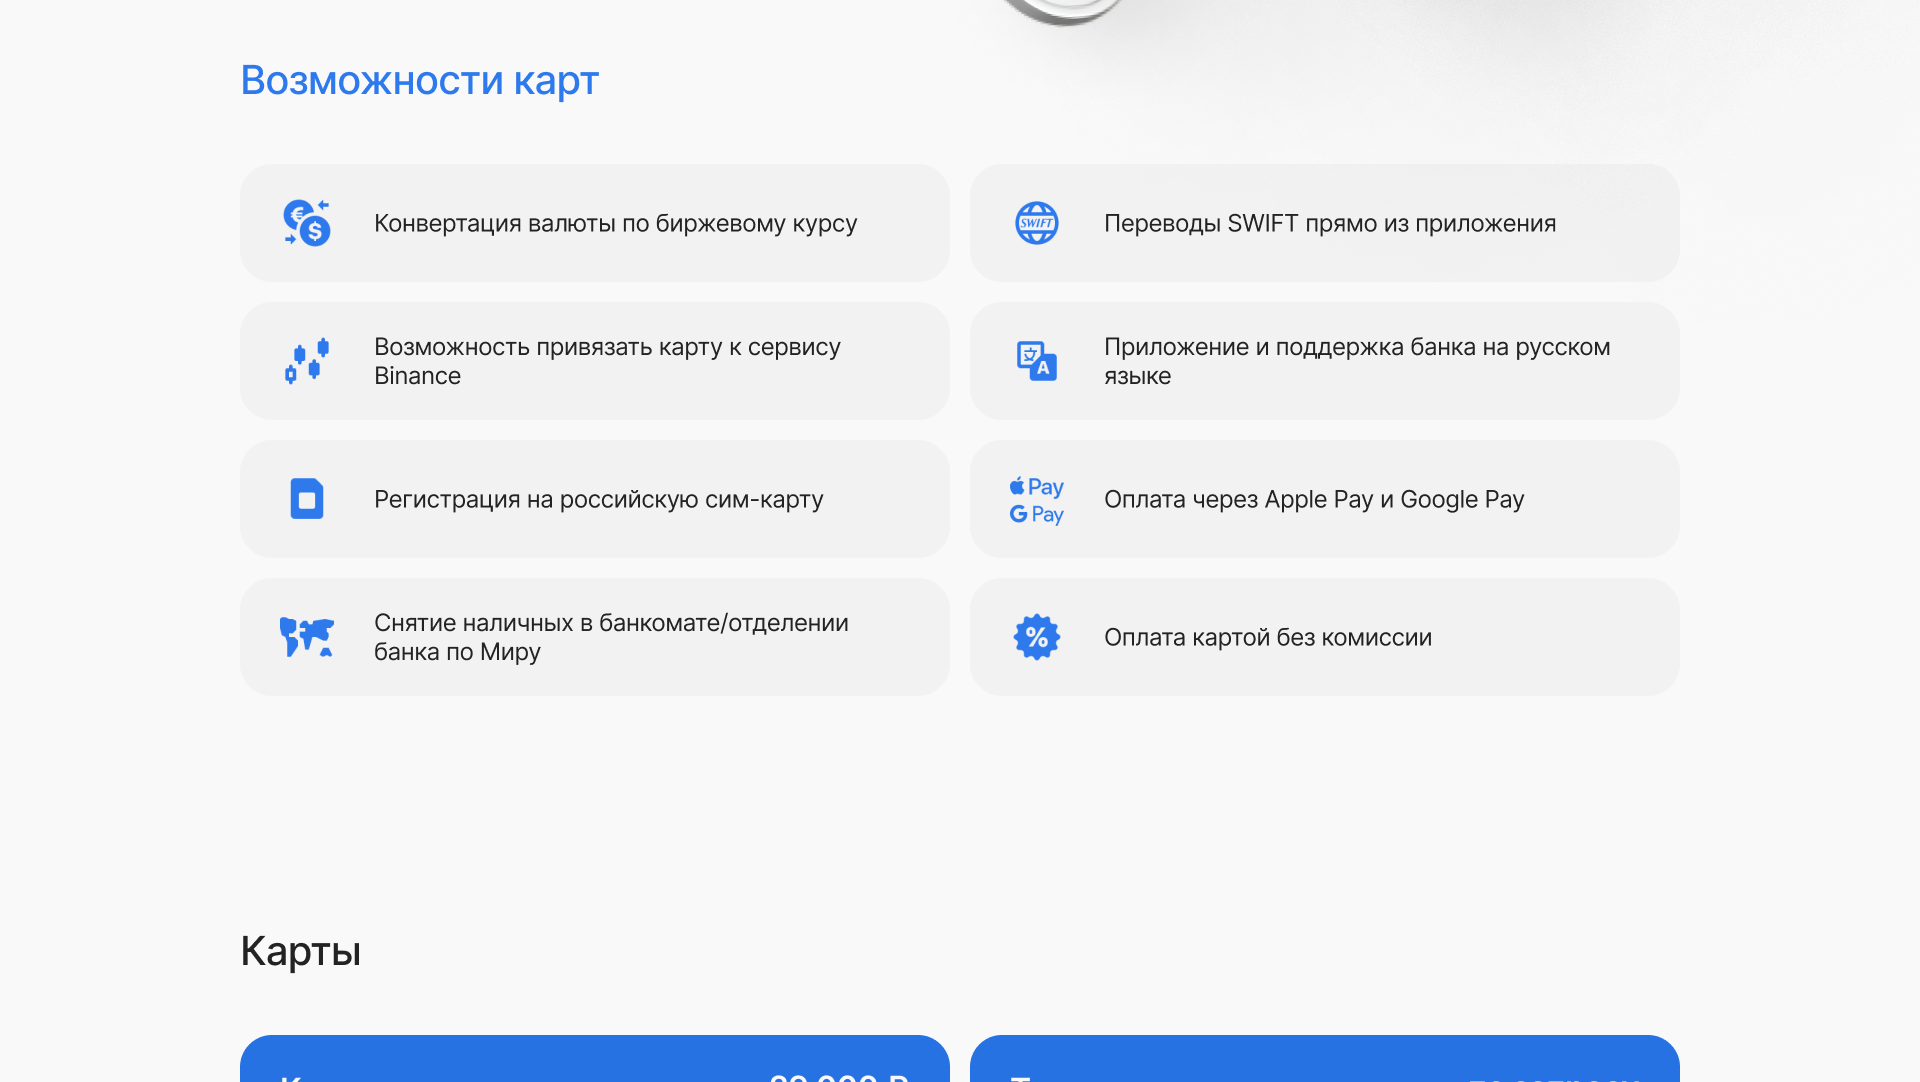 Возможности карт
Конвертация валюты по биржевому курсу
SWIFT
Переводы SWIFT прямо из приложения
Возможность привязать карту к сервису
Binance
A
Приложение и поддержка банка на русском
языке
Регистрация на российскую сим-карту
Pay
G Pay
Оплата через Apple Pay и Google Pay
Снятие наличных в банкомате/отделении
банка по Миру
%
Оплата картой без комиссии
Карты